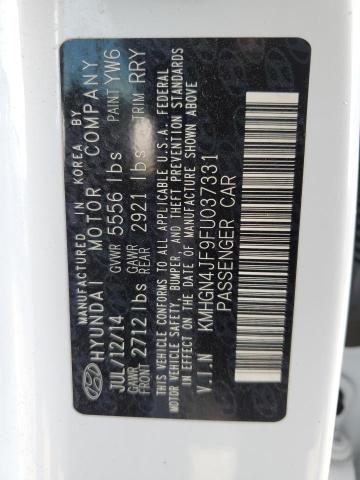 MANUFACTURED IN KOREA BY
HYUNDAI MOTOR COMPANY
JUL/12/14 GVWR 5556 lbs PAINT YW6
GAWR FRONT 2712 lbs GAWR REAR 2921 lbs TRIM RRY
THIS VEHICLE CONFORMS TO ALL APPLICABLE U.S.A. FEDERAL
MOTOR VEHICLE SAFETY, BUMPER, AND THEFT PREVENTION STANDARDS
IN EFFECT ON THE DATE OF MANUFACTURE SHOWN ABOVE
V.I.N KMHGN4JF9FU037331
PASSENGER CAR